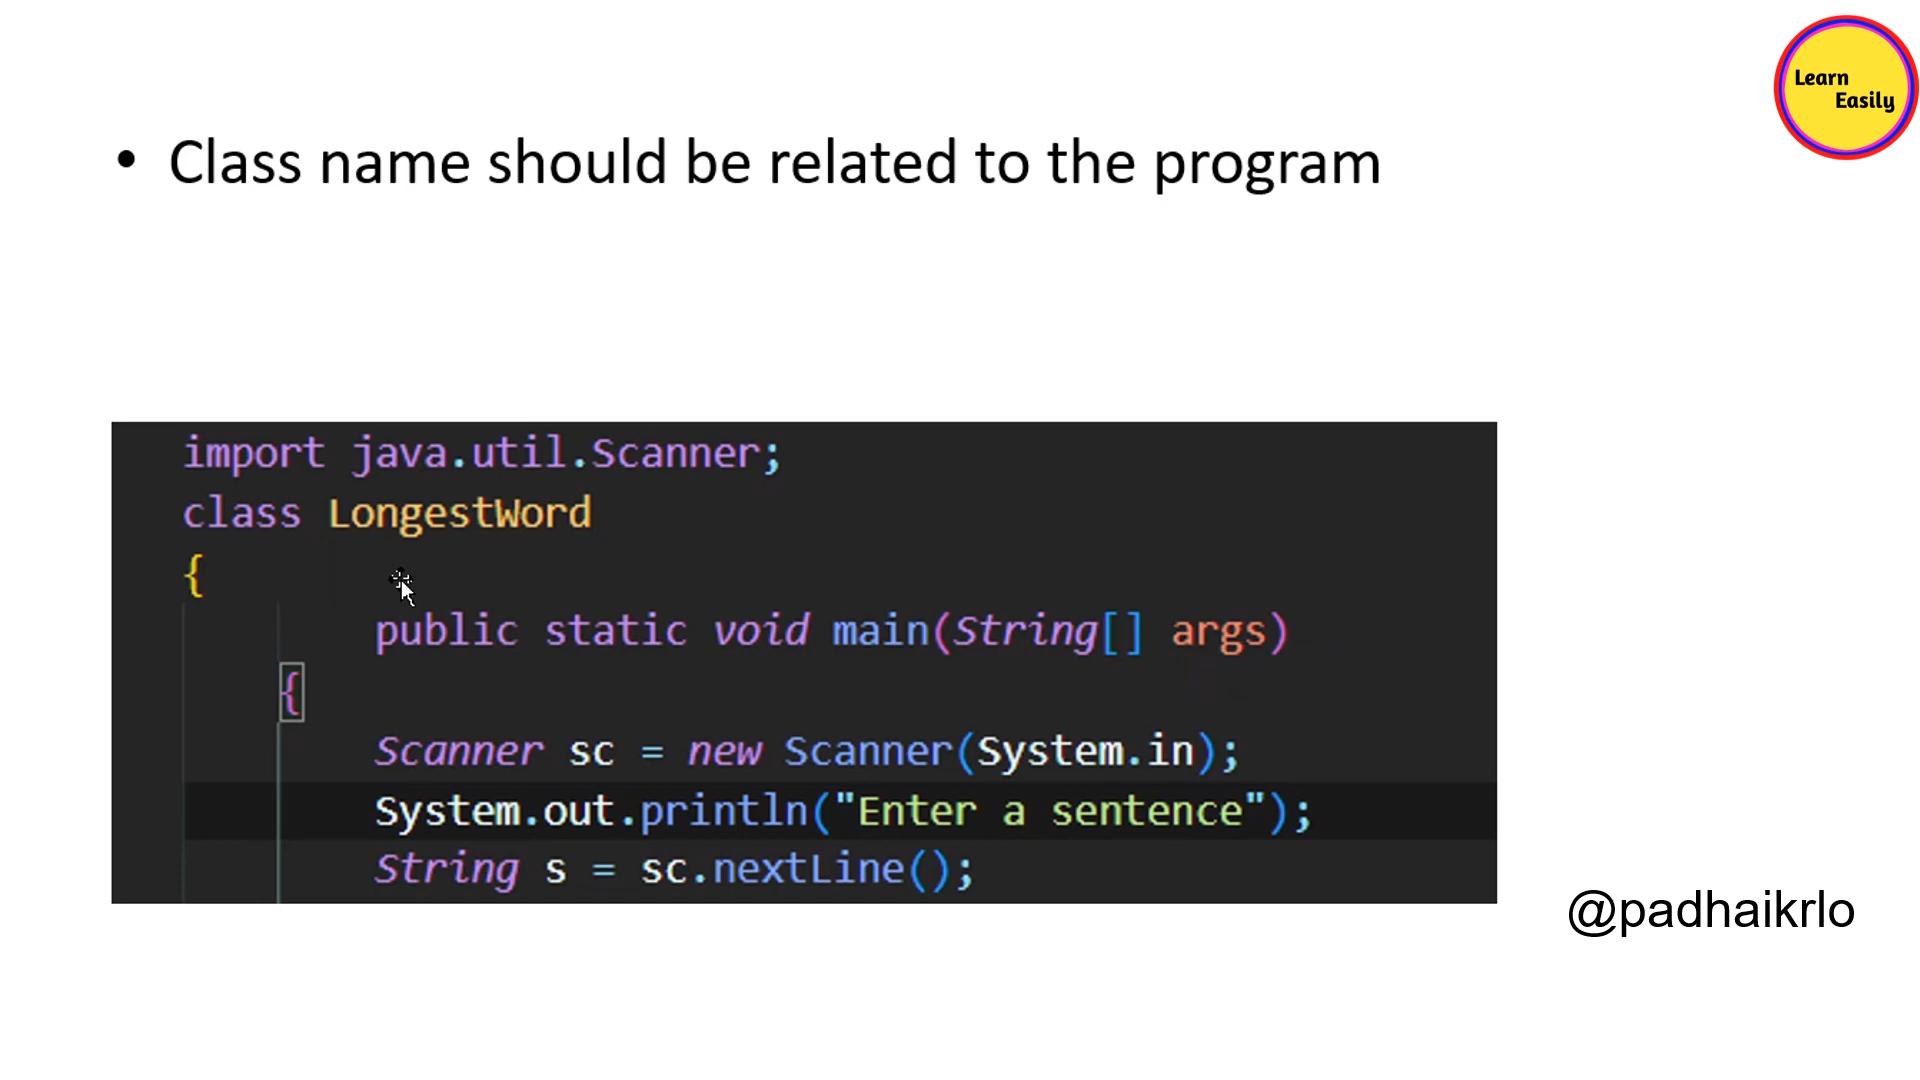 Learn
Easily
• Class name should be related to the program
import java.util.Scanner;
class LongestWord
{
public static void main(String[] args)
{
Scanner sc = new Scanner(System.in);
System.out.println("Enter a sentence");
String s = sc.nextLine();
@padhaikrlo